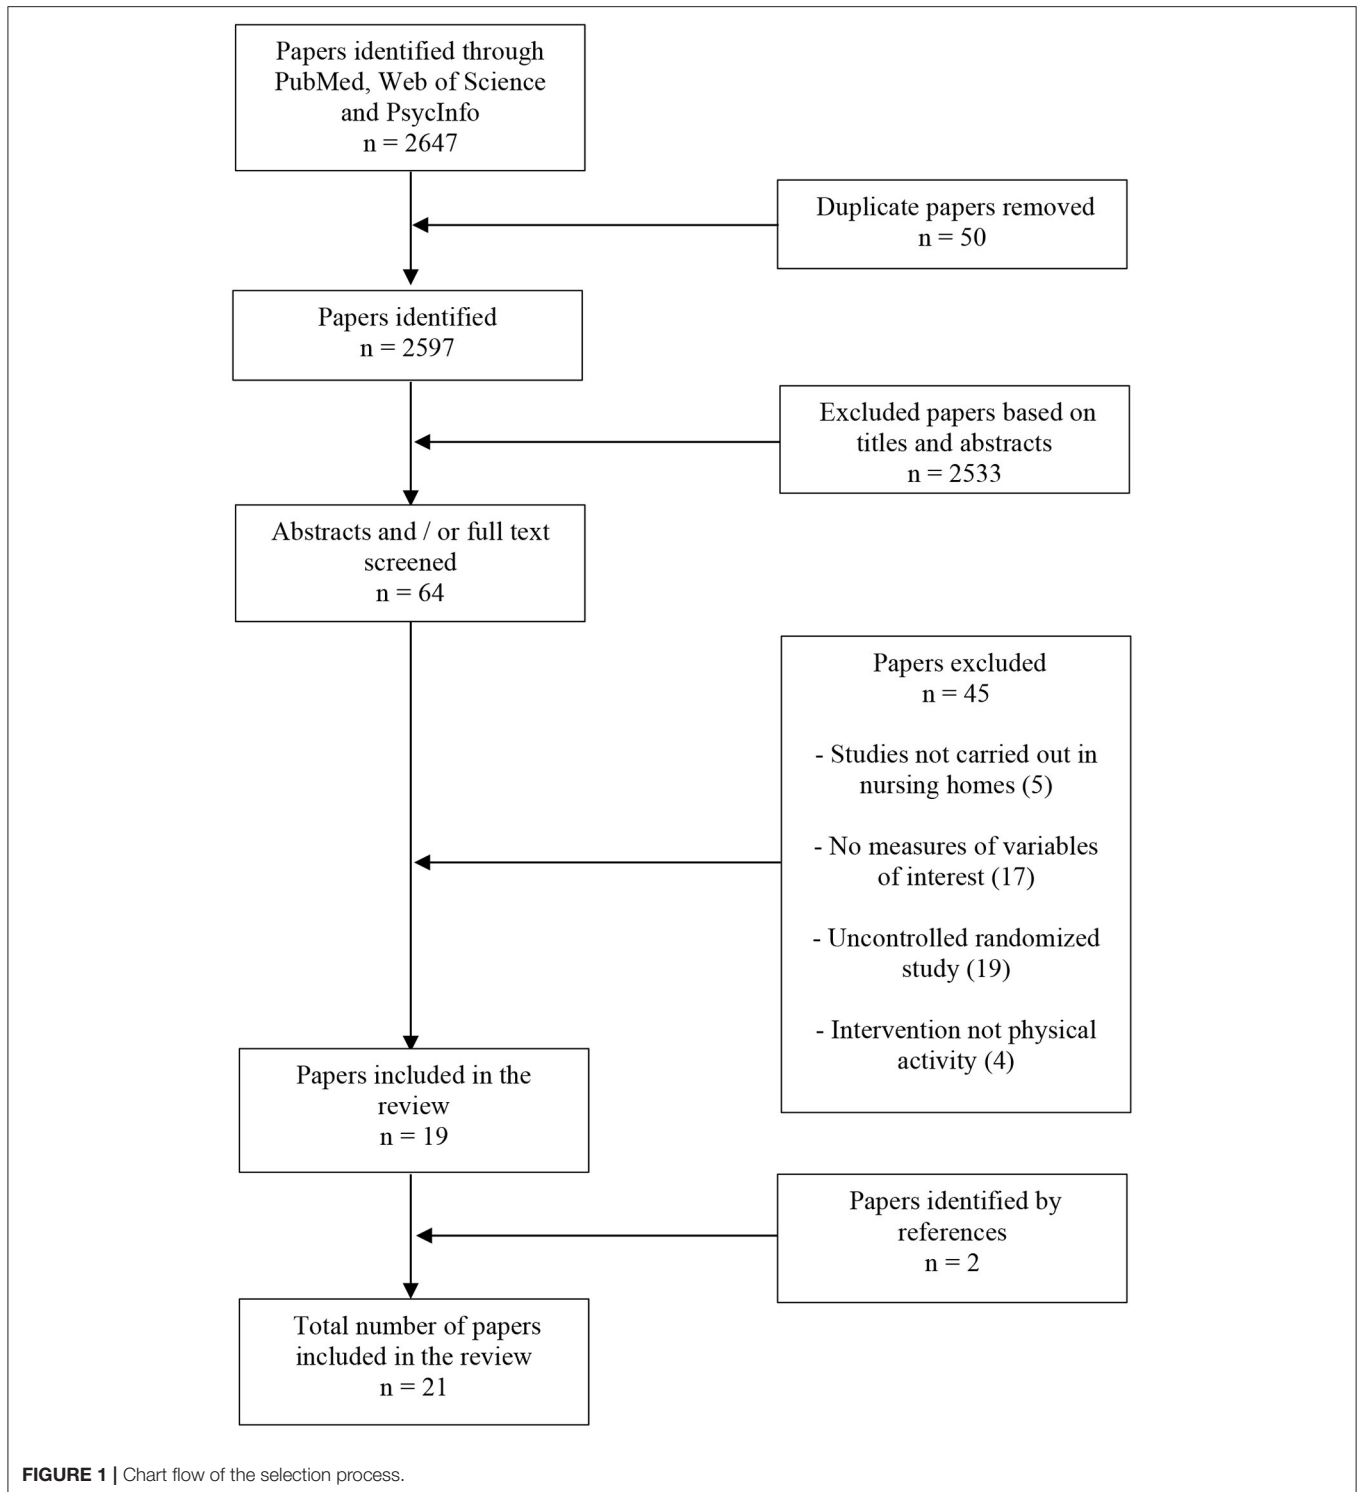 Papers identified through
PubMed, Web of Science
and PsycInfo
n = 2647
Duplicate papers removed
n = 50
Papers identified
n = 2597
Excluded papers based on
titles and abstracts
n = 2533
Abstracts and / or full text
screened
n = 64
Papers excluded
n = 45
- Studies not carried out in
nursing homes (5)
- No measures of variables
of interest (17)
- Uncontrolled randomized
study (19)
- Intervention not physical
activity (4)
Papers included in the
review
n = 19
Papers identified by
references
n = 2
Total number of papers
included in the review
n = 21
FIGURE 1 | Chart flow of the selection process.